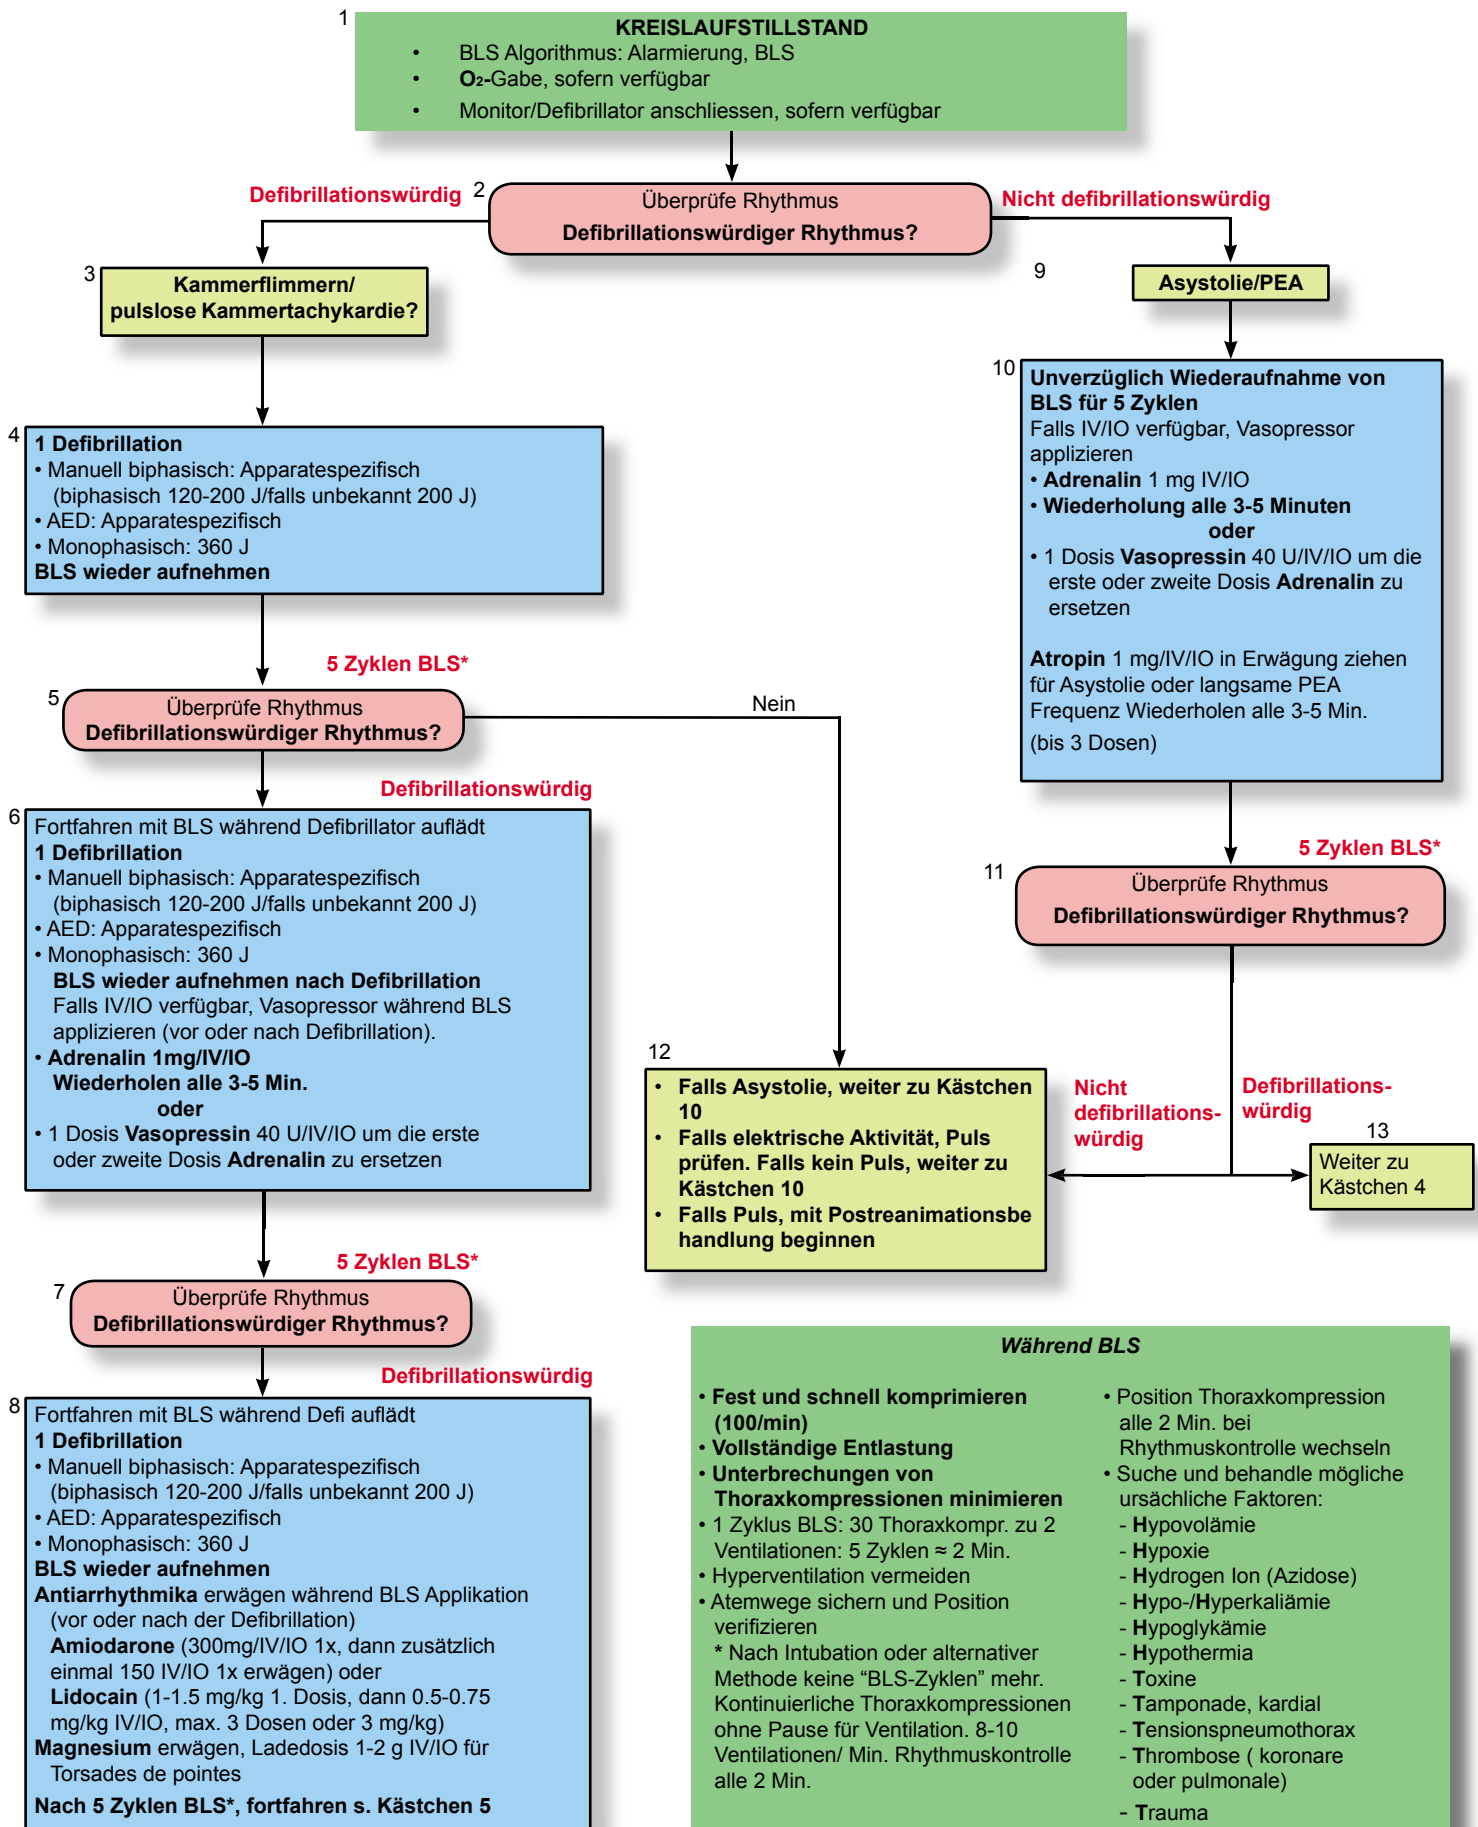 1
KREISLAUFSTILLSTAND
• BLS Algorithmus: Alarmierung, BLS
• O2-Gabe, sofern verfügbar
• Monitor/Defibrillator anschliessen, sofern verfügbar
Defibrillationswürdig
2
Überprüfe Rhythmus
Defibrillationswürdiger Rhythmus?
Nicht defibrillationswürdig
3
Kammerflimmern/
pulslose Kammertachykardie?
9
Asystolie/PEA
4
1 Defibrillation
• Manuell biphasisch: Apparatespezifisch
(biphasisch 120-200 J/falls unbekannt 200 J)
• AED: Apparatespezifisch
• Monophasisch: 360 J
BLS wieder aufnehmen
10
Unverzüglich Wiederaufnahme von
BLS für 5 Zyklen
Falls IV/IO verfügbar, Vasopressor
applizieren
• Adrenalin 1 mg IV/IO
• Wiederholung alle 3-5 Minuten
oder
• 1 Dosis Vasopressin 40 U/IV/IO um die
erste oder zweite Dosis Adrenalin zu
ersetzen
Atropin 1 mg/IV/IO in Erwägung ziehen
für Asystolie oder langsame PEA
Frequenz Wiederholen alle 3-5 Min.
(bis 3 Dosen)
5 Zyklen BLS*
5
Überprüfe Rhythmus
Defibrillationswürdiger Rhythmus?
Nein
Defibrillationswürdig
6
Fortfahren mit BLS während Defibrillator auflädt
1 Defibrillation
• Manuell biphasisch: Apparatespezifisch
(biphasisch 120-200 J/falls unbekannt 200 J)
• AED: Apparatespezifisch
• Monophasisch: 360 J
BLS wieder aufnehmen nach Defibrillation
Falls IV/IO verfügbar, Vasopressor während BLS
applizieren (vor oder nach Defibrillation).
• Adrenalin 1mg/IV/IO
Wiederholen alle 3-5 Min.
oder
• 1 Dosis Vasopressin 40 U/IV/IO um die erste
oder zweite Dosis Adrenalin zu ersetzen
5 Zyklen BLS*
11
Überprüfe Rhythmus
Defibrillationswürdiger Rhythmus?
12
• Falls Asystolie, weiter zu Kästchen
10
• Falls elektrische Aktivität, Puls
prüfen. Falls kein Puls, weiter zu
Kästchen 10
• Falls Puls, mit Postreanimationsbe
handlung beginnen
Nicht
defibrillations-
würdig
Defibrillations-
würdig
13
Weiter zu
Kästchen 4
5 Zyklen BLS*
7
Überprüfe Rhythmus
Defibrillationswürdiger Rhythmus?
Defibrillationswürdig
8
Fortfahren mit BLS während Defi auflädt
1 Defibrillation
• Manuell biphasisch: Apparatespezifisch
(biphasisch 120-200 J/falls unbekannt 200 J)
• AED: Apparatespezifisch
• Monophasisch: 360 J
BLS wieder aufnehmen
Antiarrhythmika erwägen während BLS Applikation
(vor oder nach der Defibrillation)
Amiodarone (300mg/IV/IO 1x, dann zusätzlich
einmal 150 IV/IO 1x erwägen) oder
Lidocain (1-1.5 mg/kg 1. Dosis, dann 0.5-0.75
mg/kg IV/IO, max. 3 Dosen oder 3 mg/kg)
Magnesium erwägen, Ladedosis 1-2 g IV/IO für
Torsades de pointes
Nach 5 Zyklen BLS*, fortfahren s. Kästchen 5
Während BLS
• Fest und schnell komprimieren
(100/min)
• Vollständige Entlastung
• Unterbrechungen von
Thoraxkompressionen minimieren
• 1 Zyklus BLS: 30 Thoraxkompr. zu 2
Ventilationen: 5 Zyklen ≈ 2 Min.
• Hyperventilation vermeiden
• Atemwege sichern und Position
verifizieren
* Nach Intubation oder alternativer
Methode keine “BLS-Zyklen” mehr.
Kontinuierliche Thoraxkompressionen
ohne Pause für Ventilation. 8-10
Ventilationen/ Min. Rhythmuskontrolle
alle 2 Min.
• Position Thoraxkompression
alle 2 Min. bei
Rhythmuskontrolle wechseln
• Suche und behandle mögliche
ursächliche Faktoren:
- Hypovolämie
- Hypoxie
- Hydrogen Ion (Azidose)
- Hypo-/Hyperkaliämie
- Hypoglykämie
- Hypothermia
- Toxine
- Tamponade, kardial
- Tensionspneumothorax
- Thrombose ( koronare
oder pulmonale)
- Trauma